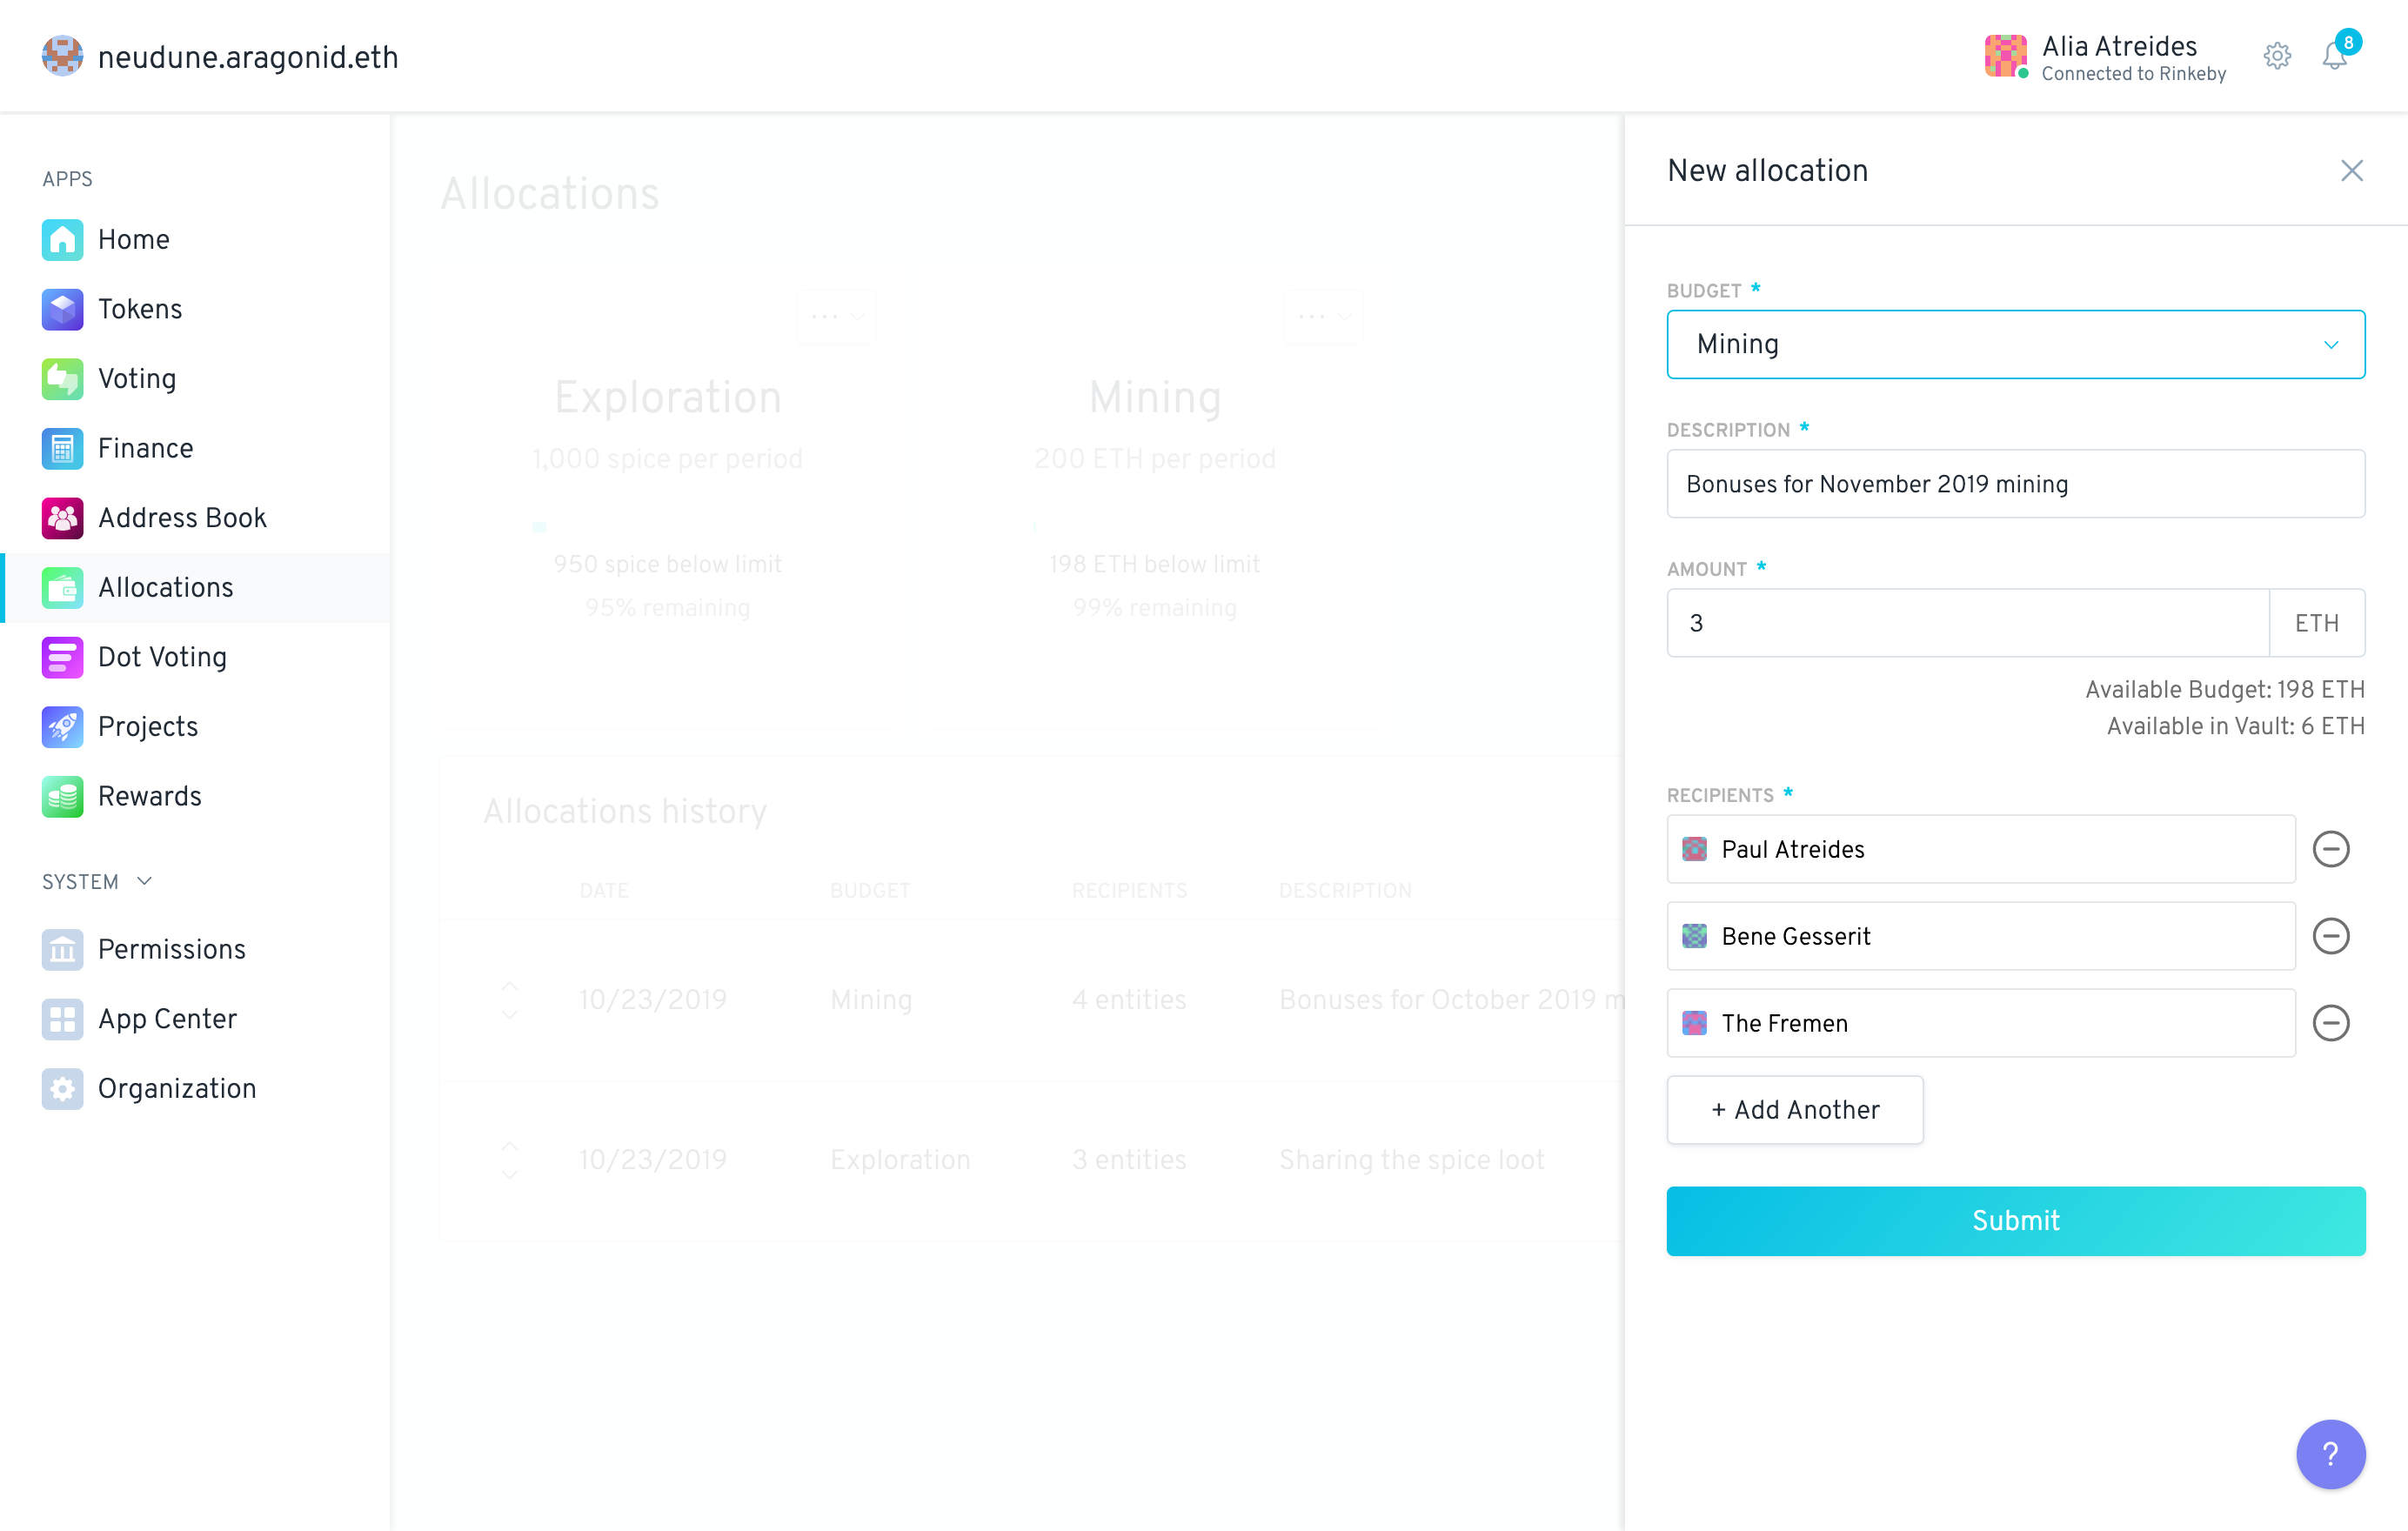 neudune.aragonid.eth
Alia Atreides
Connected to Rinkeby
8
APPS
Home
Tokens
Voting
Finance
Address Book
Allocations
Dot Voting
Projects
Rewards
SYSTEM
Permissions
App Center
Organization
Allocations
Exploration
1,000 spice per period
950 spice below limit
95% remaining
Mining
200 ETH per period
198 ETH below limit
99% remaining
Allocations history
DATE BUDGET RECIPIENTS DESCRIPTION
10/23/2019 Mining 4 entities Bonuses for October 2019 m
10/23/2019 Exploration 3 entities Sharing the spice loot
New allocation
BUDGET *
Mining
DESCRIPTION *
Bonuses for November 2019 mining
AMOUNT *
3 ETH
Available Budget: 198 ETH
Available in Vault: 6 ETH
RECIPIENTS *
Paul Atreides
Bene Gesserit
The Fremen
+ Add Another
Submit
?